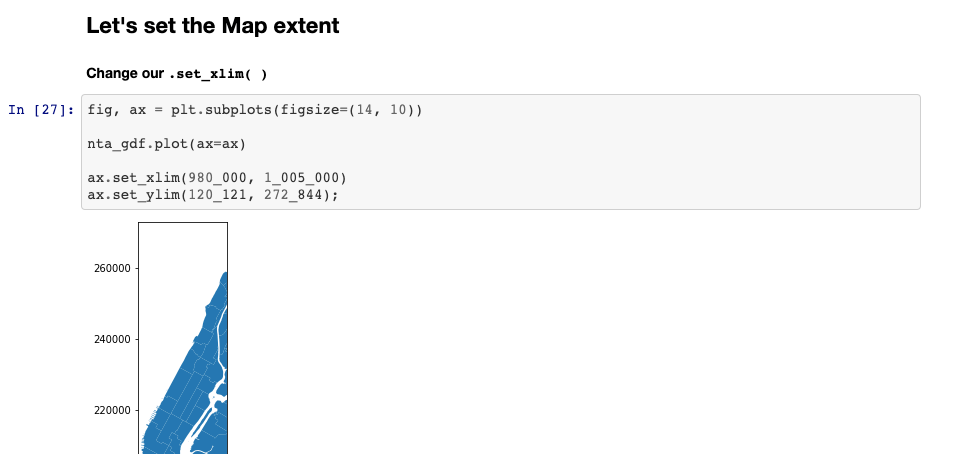 Let's set the Map extent
Change our .set_xlim( )
In [27]:
fig, ax = plt.subplots(figsize=(14, 10))
nta_gdf.plot(ax=ax)
ax.set_xlim(980_000, 1_005_000)
ax.set_ylim(120_121, 272_844);
260000
240000
220000